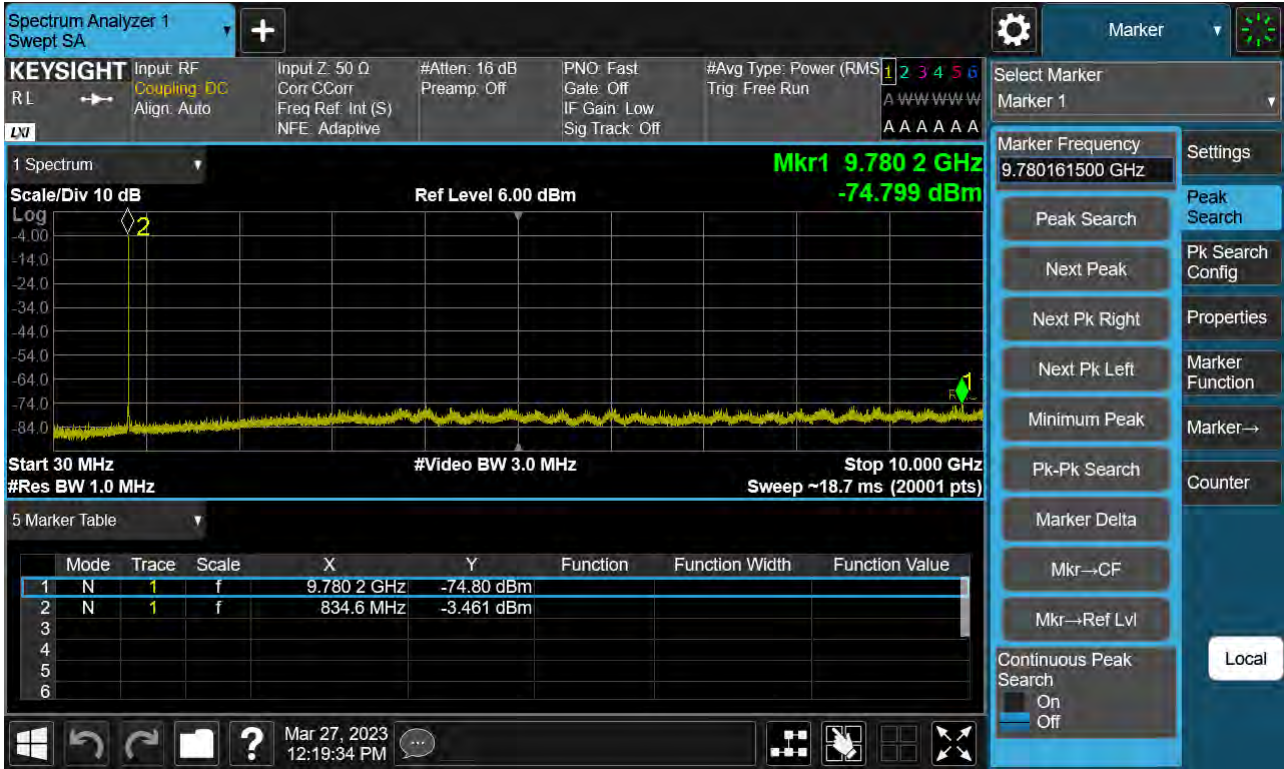 Spectrum Analyzer 1
Swept SA
+
Marker
KEYSIGHT
RL
LXI
Input: RF
Coupling: DC
Align: Auto
Input Z: 50 Ω
Corr CCorr
Freq Ref: Int (S)
NFE: Adaptive
#Atten: 16 dB
Preamp: Off
PNO: Fast
Gate: Off
IF Gain: Low
Sig Track: Off
#Avg Type: Power (RMS
Trig: Free Run
1 2 3 4 5 6
A W W W W W
A A A A A A
Select Marker
Marker 1
1 Spectrum
Mkr1 9.780 2 GHz
Scale/Div 10 dB
Ref Level 6.00 dBm
-74.799 dBm
Log
-4.00
-14.0
-24.0
-34.0
-44.0
-54.0
-64.0
-74.0
-84.0
2
1
Start 30 MHz
#Video BW 3.0 MHz
Stop 10.000 GHz
#Res BW 1.0 MHz
Sweep ~18.7 ms (20001 pts)
5 Marker Table
Mode Trace Scale X Y Function Function Width Function Value
1 N 1 f 9.780 2 GHz -74.80 dBm
2 N 1 f 834.6 MHz -3.461 dBm
3
4
5
6
Marker Frequency
9.780161500 GHz
Peak Search
Next Peak
Next Pk Right
Next Pk Left
Minimum Peak
Pk-Pk Search
Marker Delta
Mkr→CF
Mkr→Ref Lvl
Continuous Peak
Search
On
Off
Settings
Peak
Search
Pk Search
Config
Properties
Marker
Function
Marker→
Counter
Local
?
Mar 27, 2023
12:19:34 PM